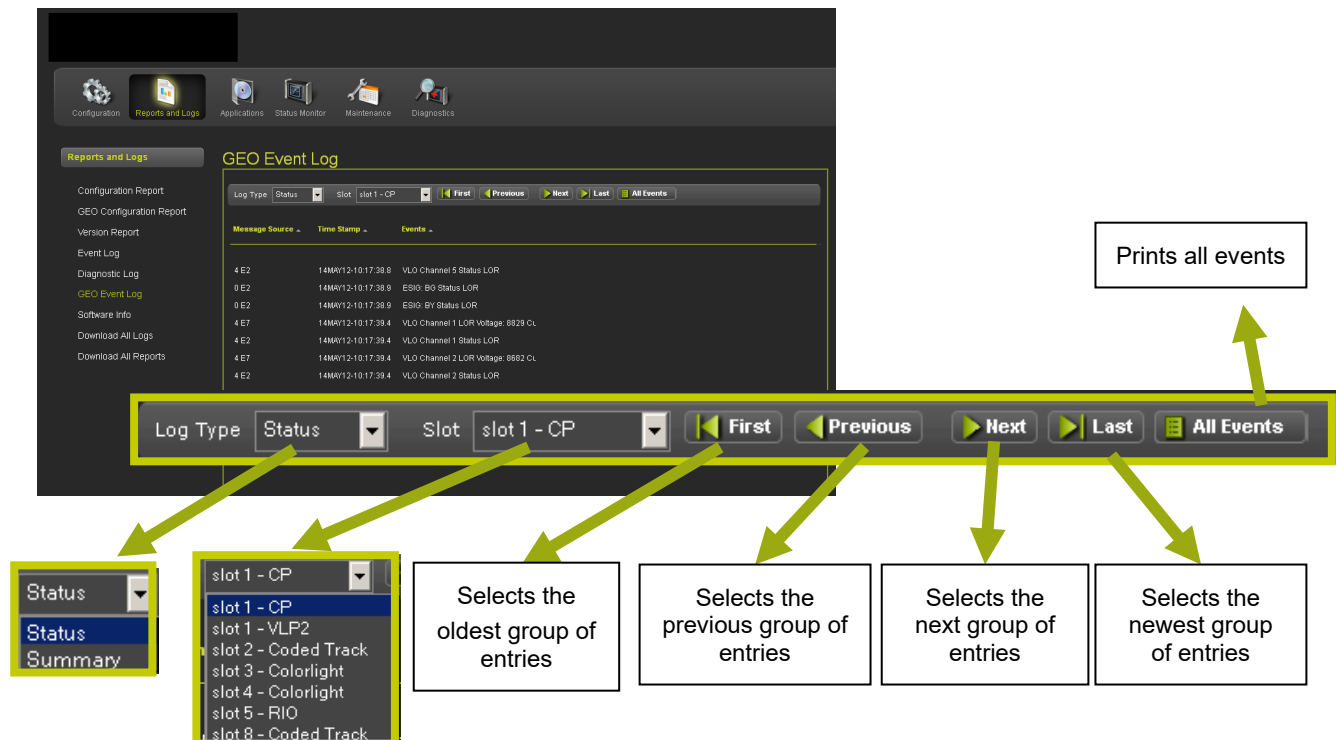 Configuration
Reports and Logs
Applications
Status Monitor
Maintenance
Diagnostics
Reports and Logs
Configuration Report
GEO Configuration Report
Version Report
Event Log
Diagnostic Log
GEO Event Log
Software Info
Download All Logs
Download All Reports
GEO Event Log
Log Type Status Slot slot 1 - CP First Previous Next Last All Events
Message Source Time Stamp Events
4 E2 14MAY12-10:17:38.8 VLO Channel 5 Status LOR
0 E2 14MAY12-10:17:38.9 ESIG: BG Status LOR
0 E2 14MAY12-10:17:38.9 ESIG: BY Status LOR
4 E7 14MAY12-10:17:39.4 VLO Channel 1 LOR Voltage: 8829 Cu
4 E2 14MAY12-10:17:39.4 VLO Channel 1 Status LOR
4 E7 14MAY12-10:17:39.4 VLO Channel 2 LOR Voltage: 8682 Cu
4 E2 14MAY12-10:17:39.4 VLO Channel 2 Status LOR
Prints all events
Log Type Status Slot slot 1 - CP First Previous Next Last All Events
Status
Status
Summary
slot 1 - CP
slot 1 - CP
slot 1 - VLP2
slot 2 - Coded Track
slot 3 - Colorlight
slot 4 - Colorlight
slot 5 - RIO
slot 8 - Coded Track
Selects the
oldest group of
entries
Selects the
previous group of
entries
Selects the
next group of
entries
Selects the
newest group
of entries